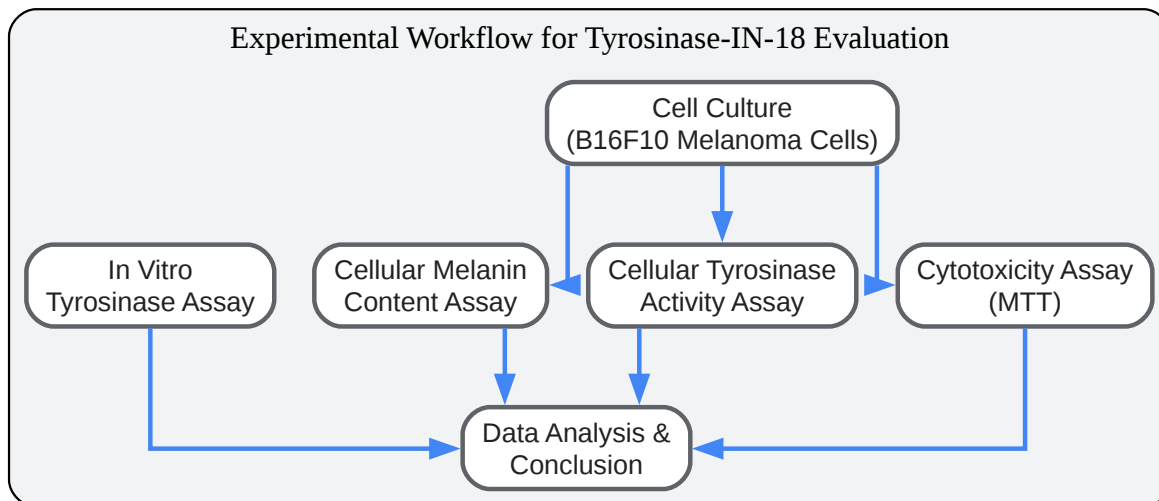 Experimental Workflow for Tyrosinase-IN-18 Evaluation
Cell Culture
(B16F10 Melanoma Cells)
In Vitro
Tyrosinase Assay
Cellular Melanin
Content Assay
Cellular Tyrosinase
Activity Assay
Cytotoxicity Assay
(MTT)
Data Analysis &
Conclusion